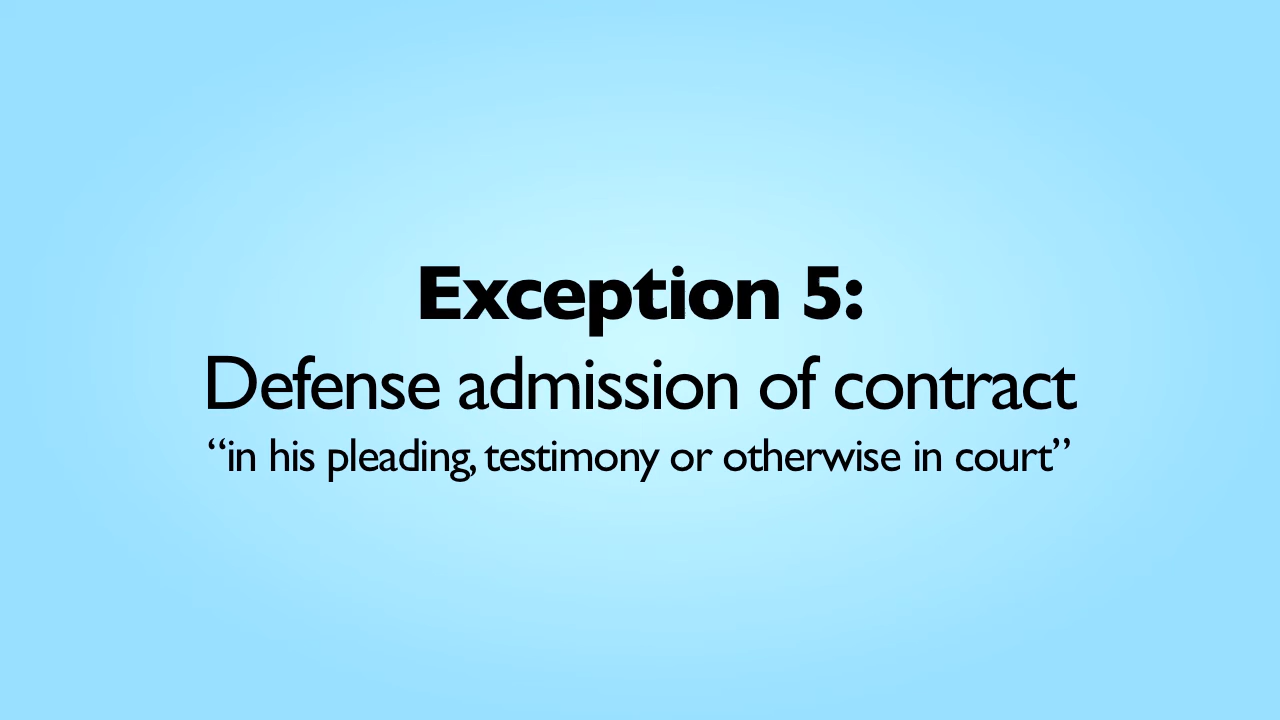 Exception 5:
Defense admission of contract
“in his pleading, testimony or otherwise in court”